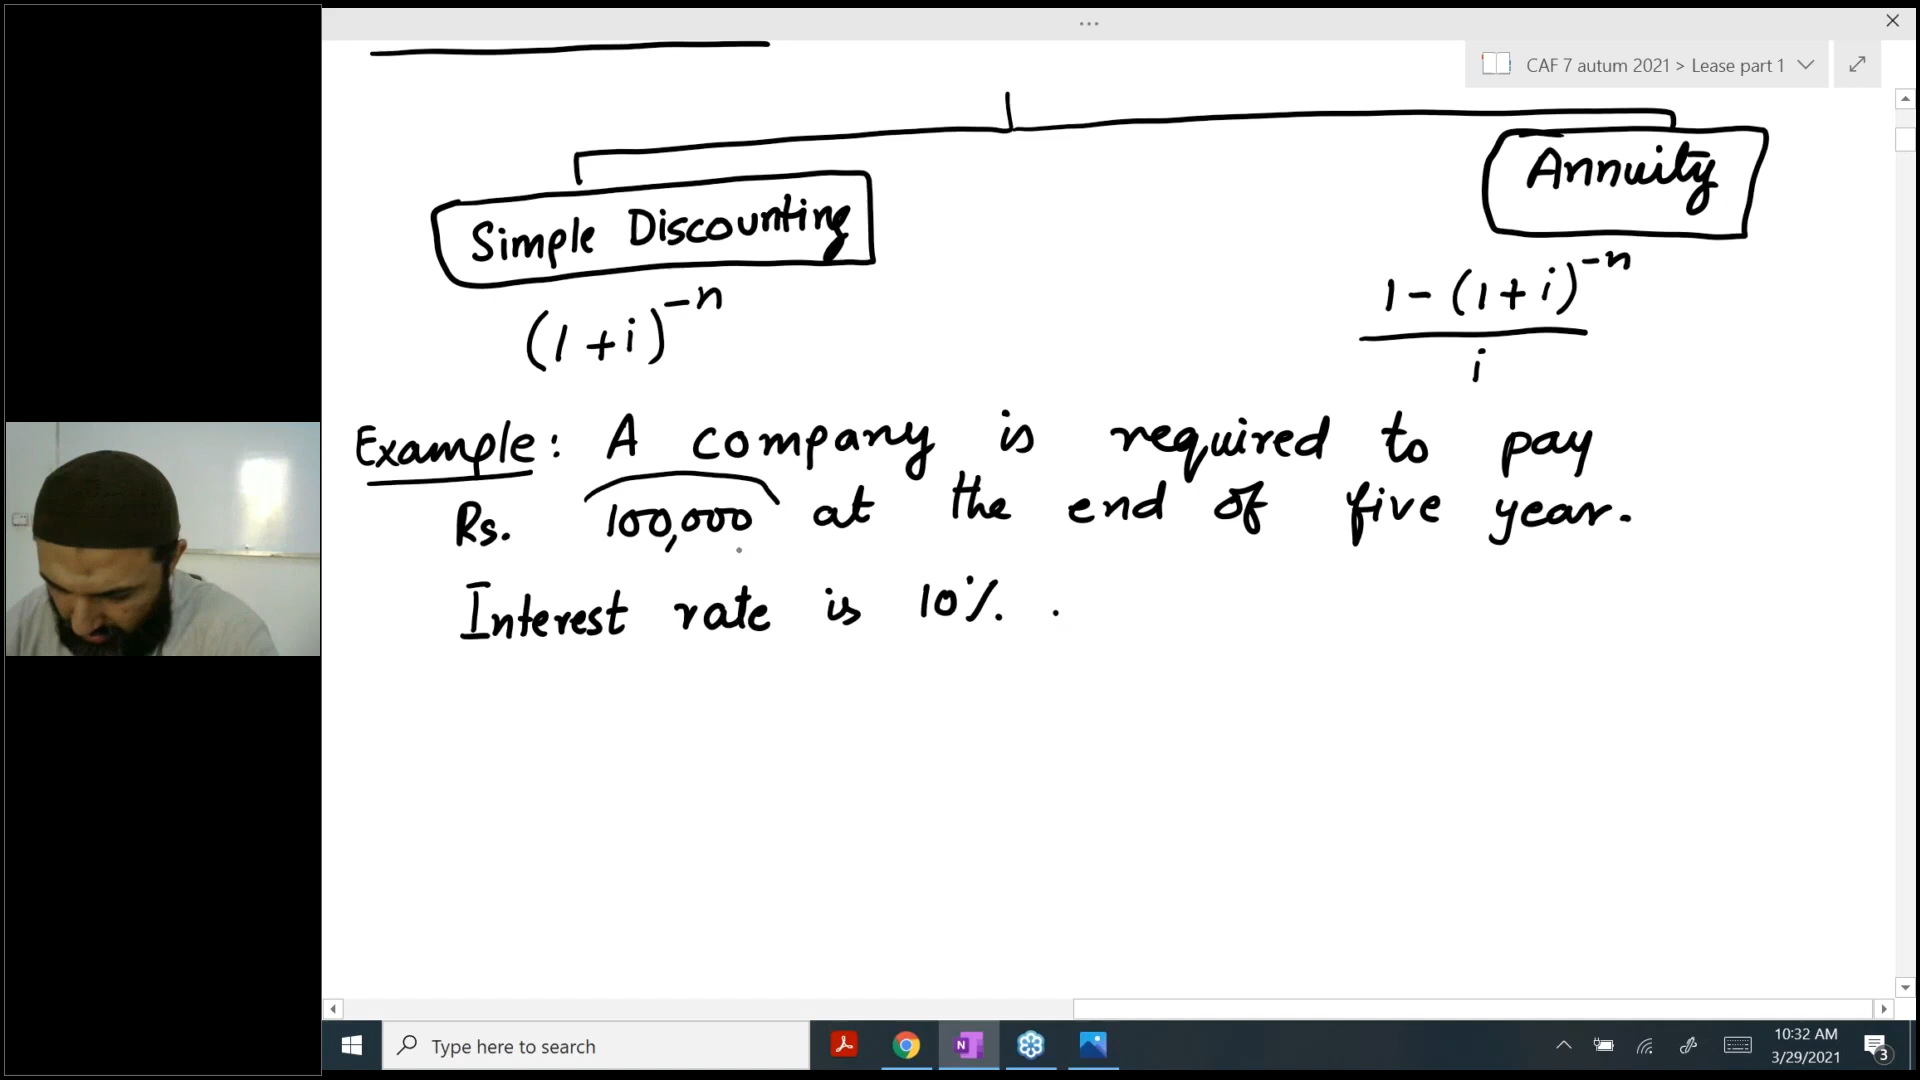 ...
CAF 7 autum 2021 > Lease part 1
Simple Discounting
Annuity
(1+i)^-n
1-(1+i)^-n
i
Example: A company is required to pay
Rs. 100,000 at the end of five year.
Interest rate is 10%.
Type here to search
N
10:32 AM
3/29/2021
3